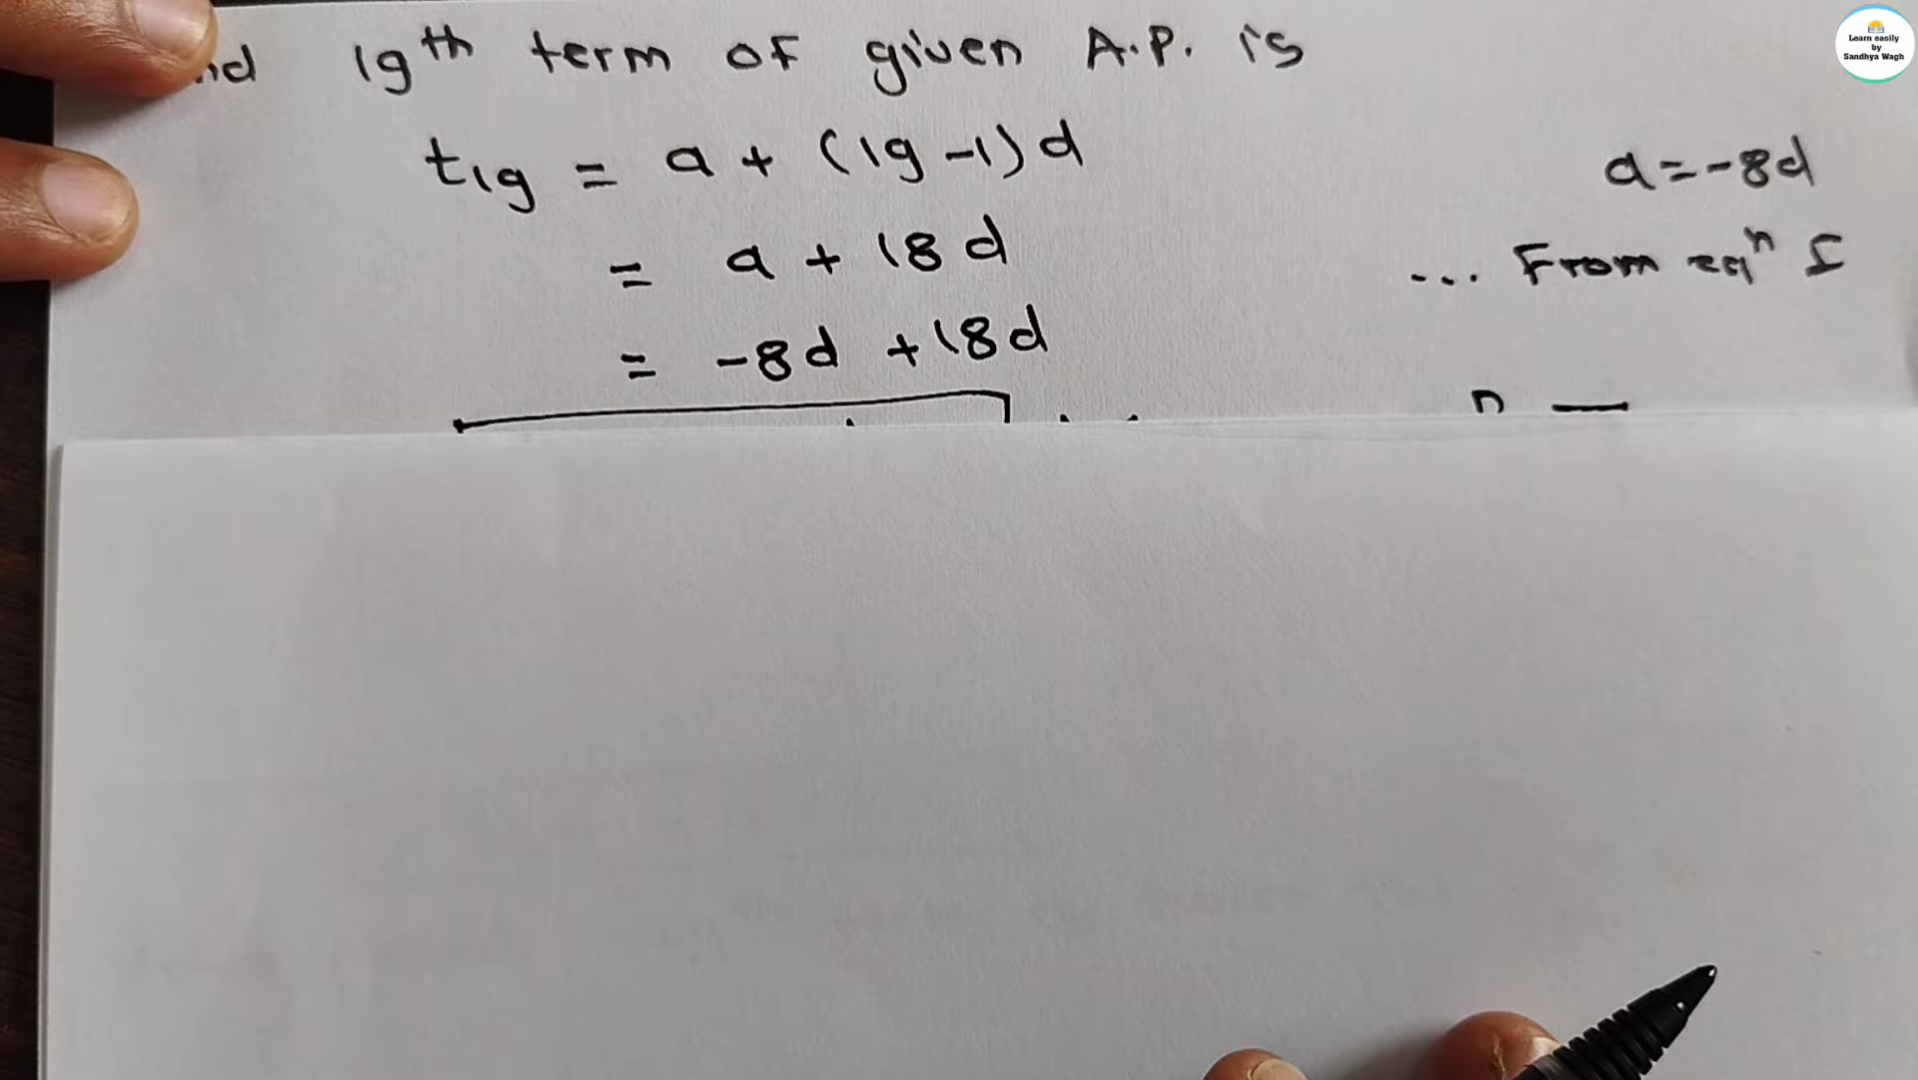 19th term of given A.P. is
t19 = a + (19-1)d
a=-8d
= a + 18d
... From eqn I
= -8d +18d
Learn easily
by
Sandhya Wagh